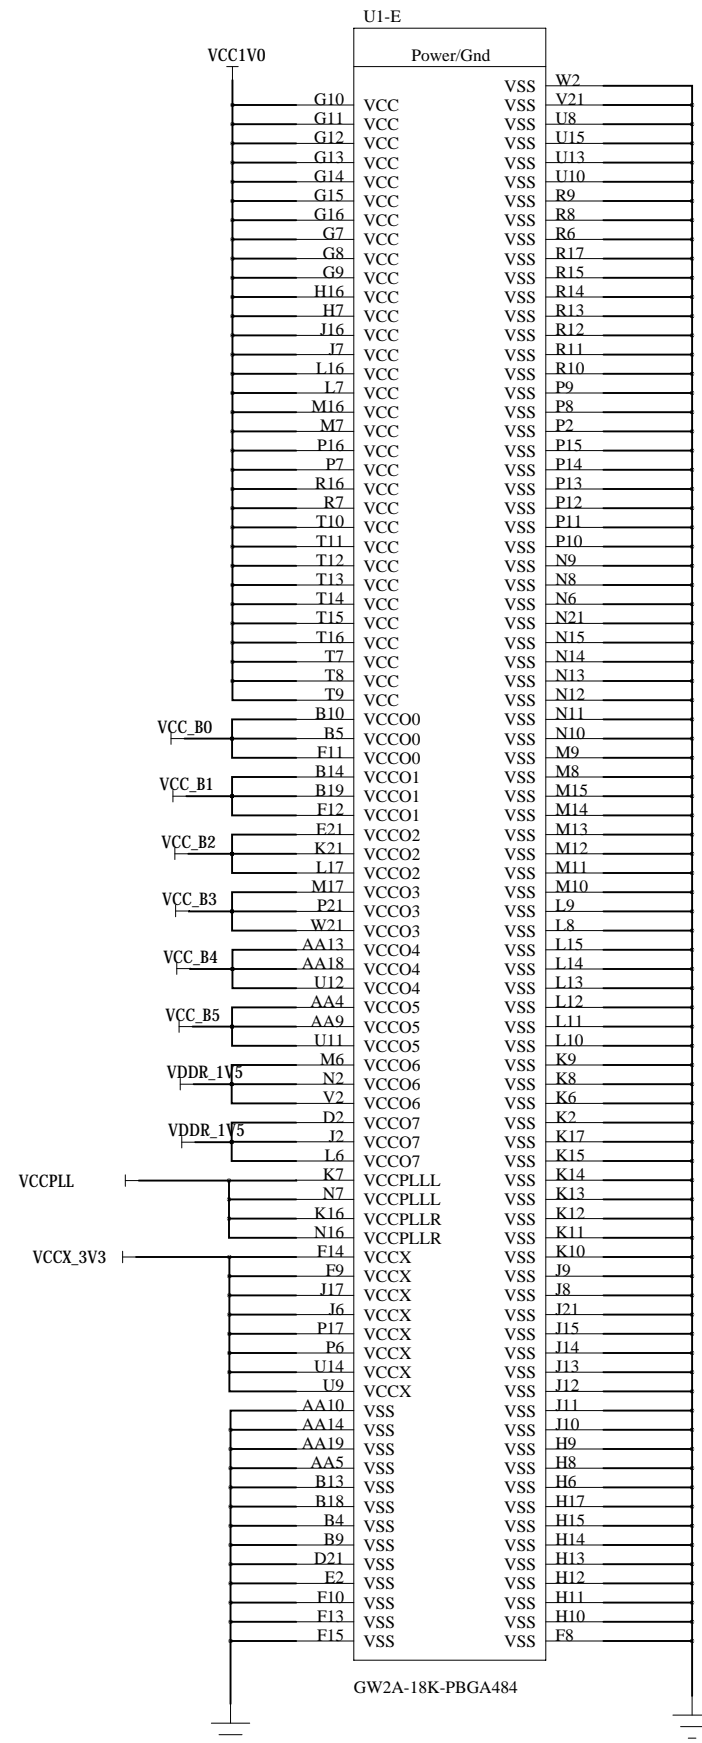 U1-E
Power/Gnd
VCC1V0
VSS W2
G10 VCC VSS V21
G11 VCC VSS U8
G12 VCC VSS U15
G13 VCC VSS U13
G14 VCC VSS U10
G15 VCC VSS R9
G16 VCC VSS R8
G7 VCC VSS R6
G8 VCC VSS R17
G9 VCC VSS R15
H16 VCC VSS R14
H7 VCC VSS R13
J16 VCC VSS R12
J7 VCC VSS R11
L16 VCC VSS R10
L7 VCC VSS P9
M16 VCC VSS P8
M7 VCC VSS P2
P16 VCC VSS P15
P7 VCC VSS P14
R16 VCC VSS P13
R7 VCC VSS P12
T10 VCC VSS P11
T11 VCC VSS P10
T12 VCC VSS N9
T13 VCC VSS N8
T14 VCC VSS N6
T15 VCC VSS N21
T16 VCC VSS N15
T7 VCC VSS N14
T8 VCC VSS N13
T9 VCC VSS N12
B10 VCCO0 VSS N11
VCC_B0 B5 VCCO0 VSS N10
F11 VCCO0 VSS M9
B14 VCCO1 VSS M8
VCC_B1 B19 VCCO1 VSS M15
F12 VCCO1 VSS M14
E21 VCCO2 VSS M13
VCC_B2 K21 VCCO2 VSS M12
L17 VCCO2 VSS M11
M17 VCCO3 VSS M10
VCC_B3 P21 VCCO3 VSS L9
W21 VCCO3 VSS L8
AA13 VCCO4 VSS L15
VCC_B4 AA18 VCCO4 VSS L14
U12 VCCO4 VSS L13
AA4 VCCO5 VSS L12
VCC_B5 AA9 VCCO5 VSS L11
U11 VCCO5 VSS L10
M6 VCCO6 VSS K9
VDDR_1V5 N2 VCCO6 VSS K8
V2 VCCO6 VSS K6
D2 VCCO7 VSS K2
VDDR_1V5 J2 VCCO7 VSS K17
L6 VCCO7 VSS K15
VCCPLL K7 VCCPLLL VSS K14
N7 VCCPLLL VSS K13
K16 VCCPLLR VSS K12
N16 VCCPLLR VSS K11
VCCX_3V3 F14 VCCX VSS K10
F9 VCCX VSS J9
J17 VCCX VSS J8
J6 VCCX VSS J21
P17 VCCX VSS J15
P6 VCCX VSS J14
U14 VCCX VSS J13
U9 VCCX VSS J12
AA10 VSS VSS J11
AA14 VSS VSS J10
AA19 VSS VSS H9
AA5 VSS VSS H8
B13 VSS VSS H6
B18 VSS VSS H17
B4 VSS VSS H15
B9 VSS VSS H14
D21 VSS VSS H13
E2 VSS VSS H12
F10 VSS VSS H11
F13 VSS VSS H10
F15 VSS VSS F8
GW2A-18K-PBGA484